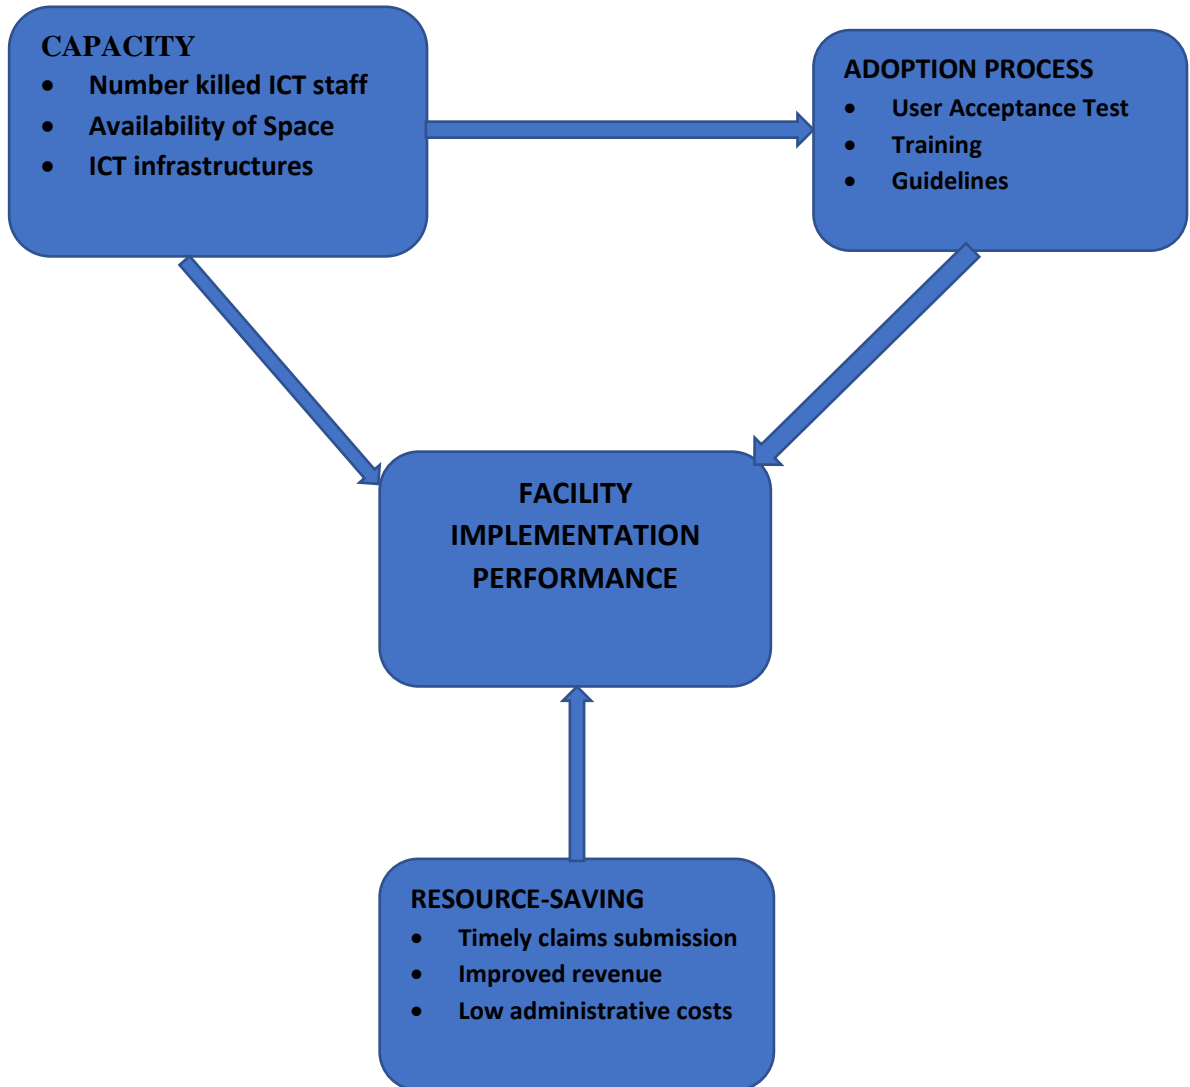 CAPACITY
• Number killed ICT staff
• Availability of Space
• ICT infrastructures
ADOPTION PROCESS
• User Acceptance Test
• Training
• Guidelines
FACILITY
IMPLEMENTATION
PERFORMANCE
RESOURCE-SAVING
• Timely claims submission
• Improved revenue
• Low administrative costs